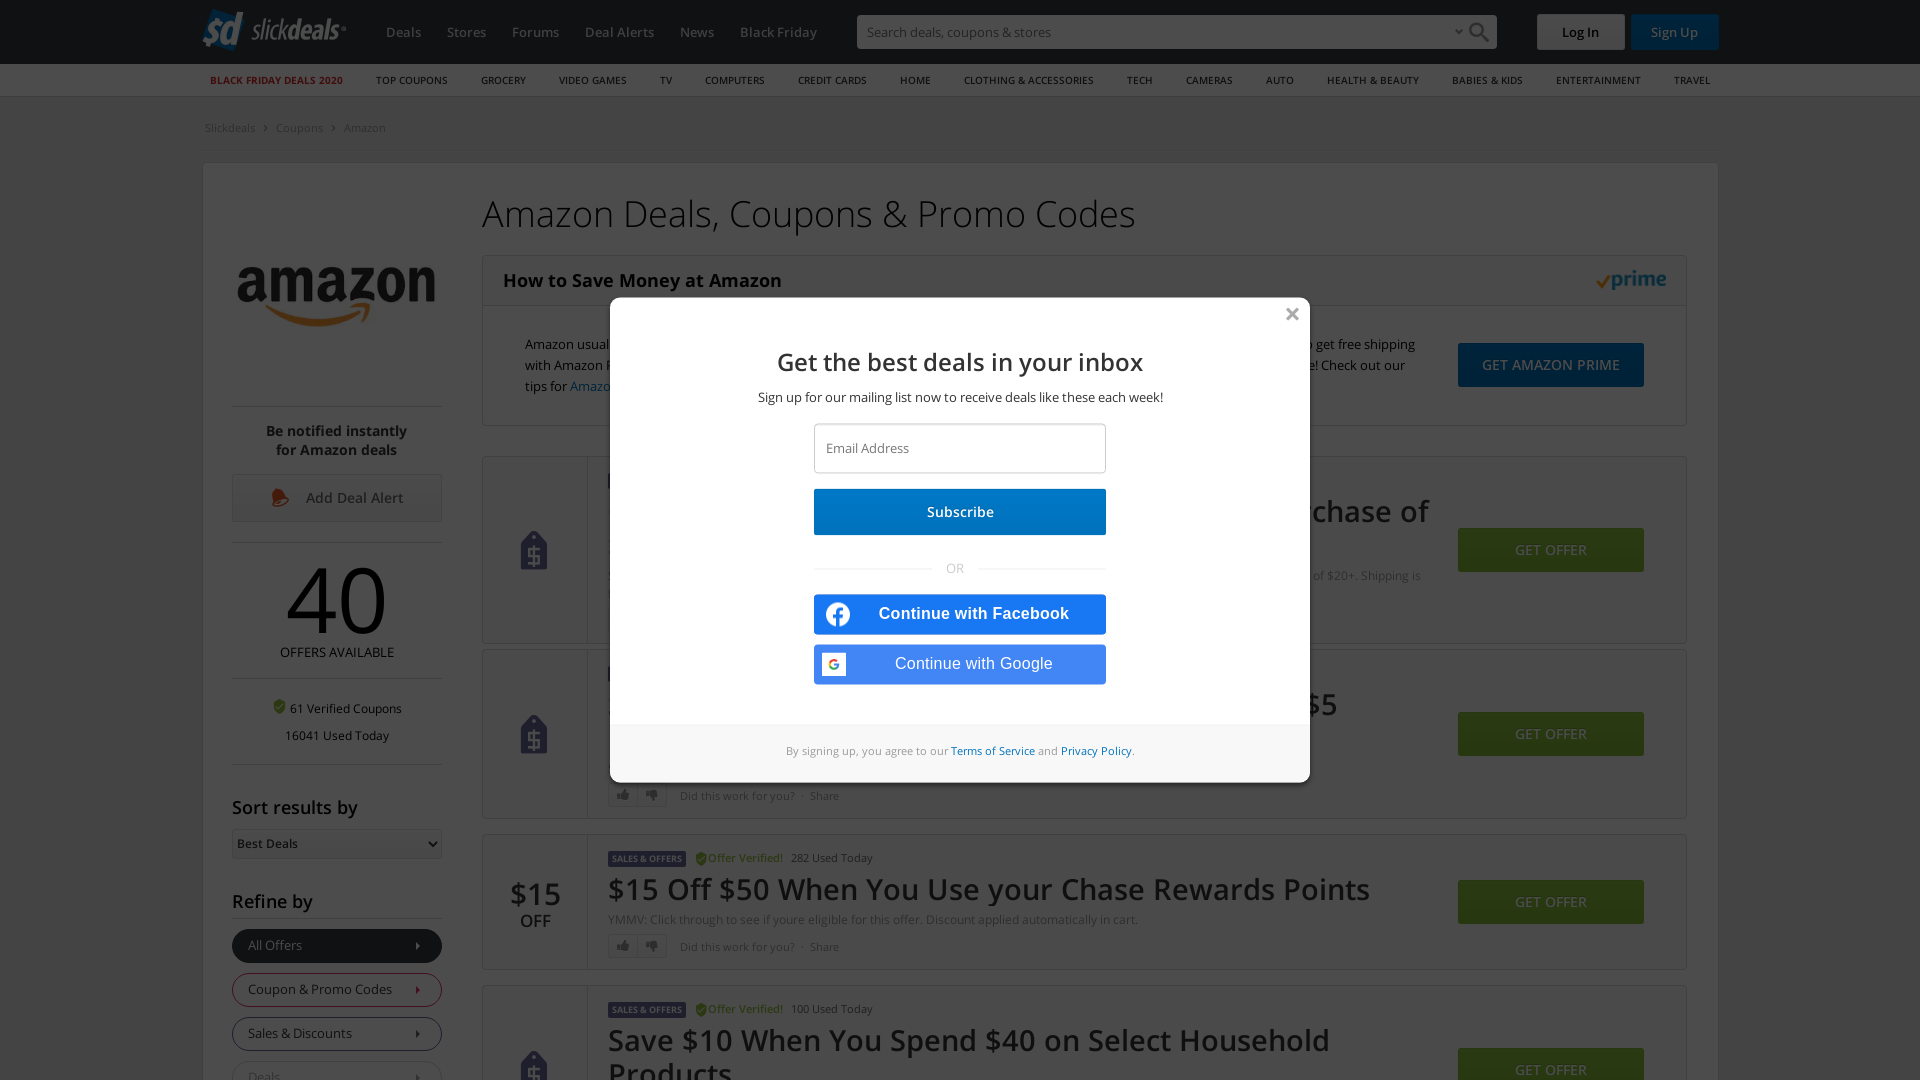 sd slickdeals
Deals
Stores
Forums
Deal Alerts
News
Black Friday
Search deals, coupons & stores
Log In
Sign Up
BLACK FRIDAY DEALS 2020
TOP COUPONS
GROCERY
VIDEO GAMES
TV
COMPUTERS
CREDIT CARDS
HOME
CLOTHING & ACCESSORIES
TECH
CAMERAS
AUTO
HEALTH & BEAUTY
BABIES & KIDS
ENTERTAINMENT
TRAVEL
Slickdeals
Coupons
Amazon
Amazon Deals, Coupons & Promo Codes
amazon
How to Save Money at Amazon
prime
Amazon usual
get free shipping
with Amazon
! Check out our
tips for Amazo
GET AMAZON PRIME
Be notified instantly
for Amazon deals
Add Deal Alert
40
OFFERS AVAILABLE
61 Verified Coupons
16041 Used Today
Sort results by
Best Deals
Refine by
All Offers
Coupon & Promo Codes
Sales & Discounts
Deals
Get the best deals in your inbox
Sign up for our mailing list now to receive deals like these each week!
Email Address
Subscribe
OR
Continue with Facebook
Continue with Google
By signing up, you agree to our Terms of Service and Privacy Policy.
$
rchase of
of $20+. Shipping is
GET OFFER
$
$5
GET OFFER
Did this work for you? · Share
$15
OFF
SALES & OFFERS
Offer Verified!
282 Used Today
$15 Off $50 When You Use your Chase Rewards Points
YMMV: Click through to see if youre eligible for this offer. Discount applied automatically in cart.
Did this work for you? · Share
GET OFFER
$
SALES & OFFERS
Offer Verified!
100 Used Today
Save $10 When You Spend $40 on Select Household
Products
GET OFFER